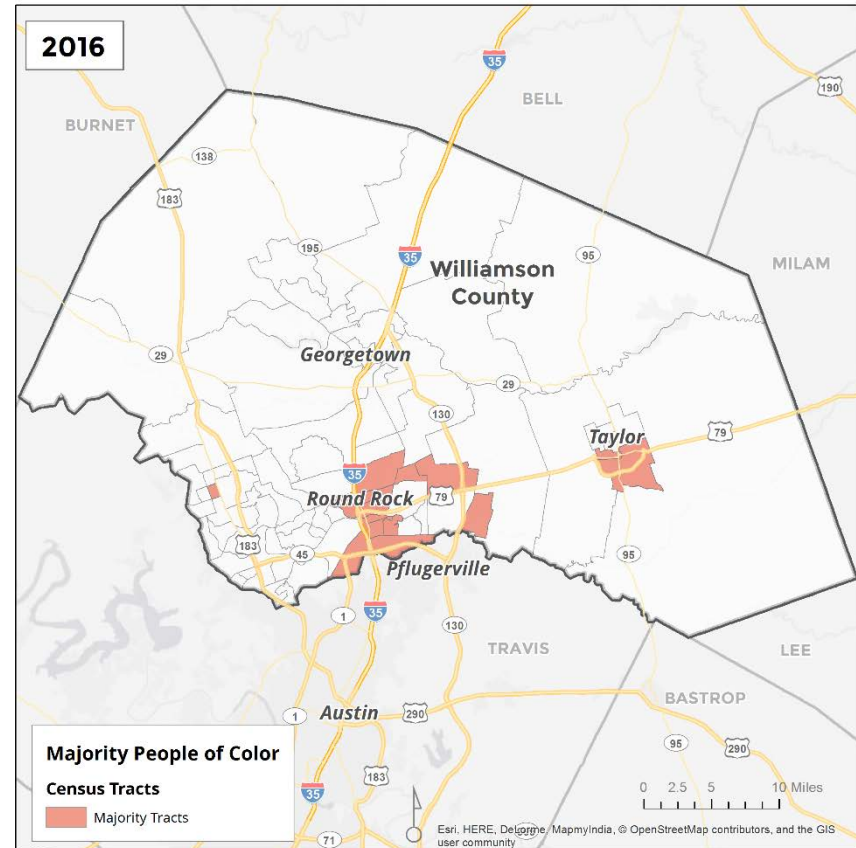 2016
35
BELL
190
BURNET
138
183
195
35
95
Williamson
County
MILAM
Georgetown
29
29
130
Taylor
79
35
Round Rock
79
183
45
95
Pflugerville
1
35
130
TRAVIS
LEE
BASTROP
Austin
290
1
95
290
183
Majority People of Color
Census Tracts
Majority Tracts
35
71
0 2.5 5 10 Miles
Esri, HERE, DeLorme, MapmyIndia, © OpenStreetMap contributors, and the GIS
user community